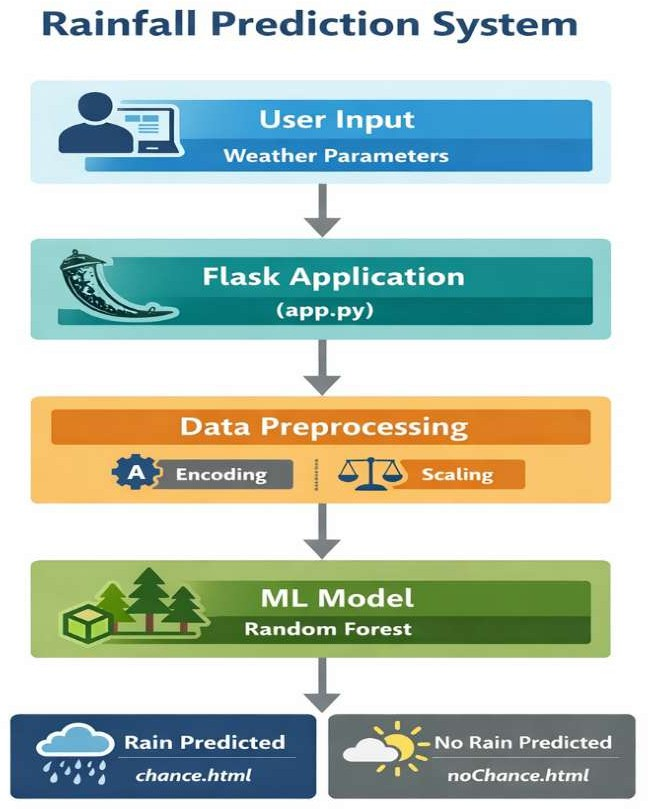 Rainfall Prediction System
User Input
Weather Parameters
Flask Application
(app.py)
Data Preprocessing
A Encoding
Scaling
ML Model
Random Forest
Rain Predicted
chance.html
No Rain Predicted
noChance.html